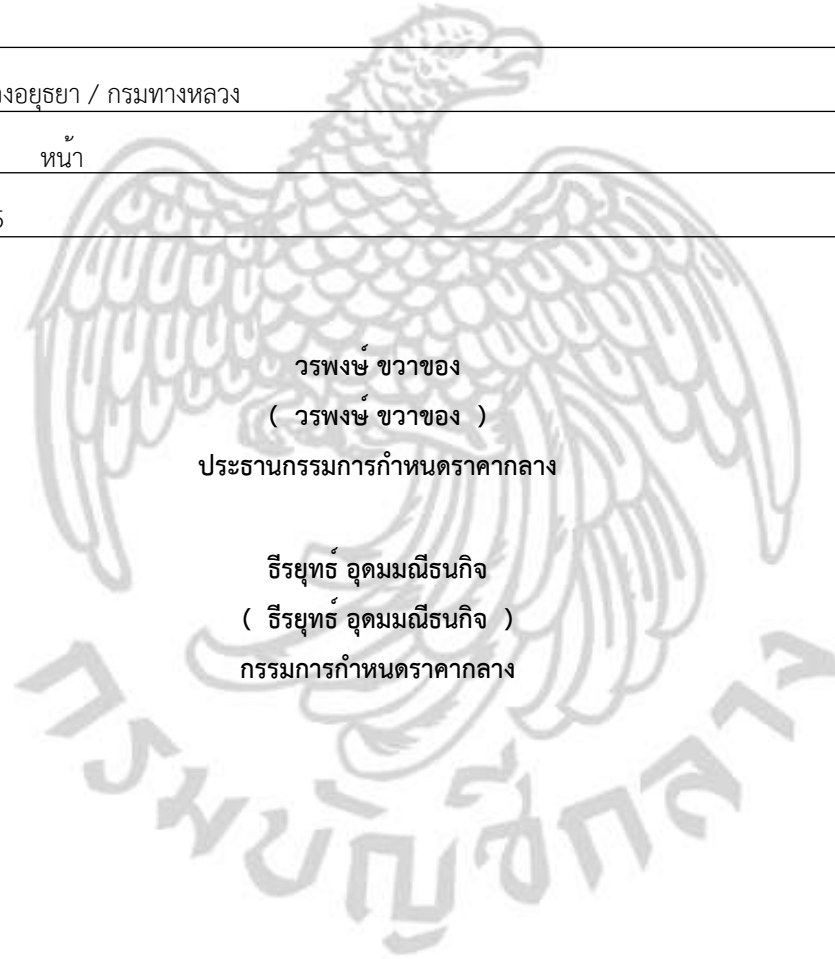 งอยุธยา / กรมทางหลวง
หน้า
วรพงษ์ ขวาของ
( วรพงษ์ ขวาของ )
ประธานกรรมการกำหนดราคากลาง
ธีรยุทธ์ อุดมมณีธนกิจ
( ธีรยุทธ์ อุดมมณีธนกิจ )
กรรมการกำหนดราคากลาง
กรมบัญชีกลาง